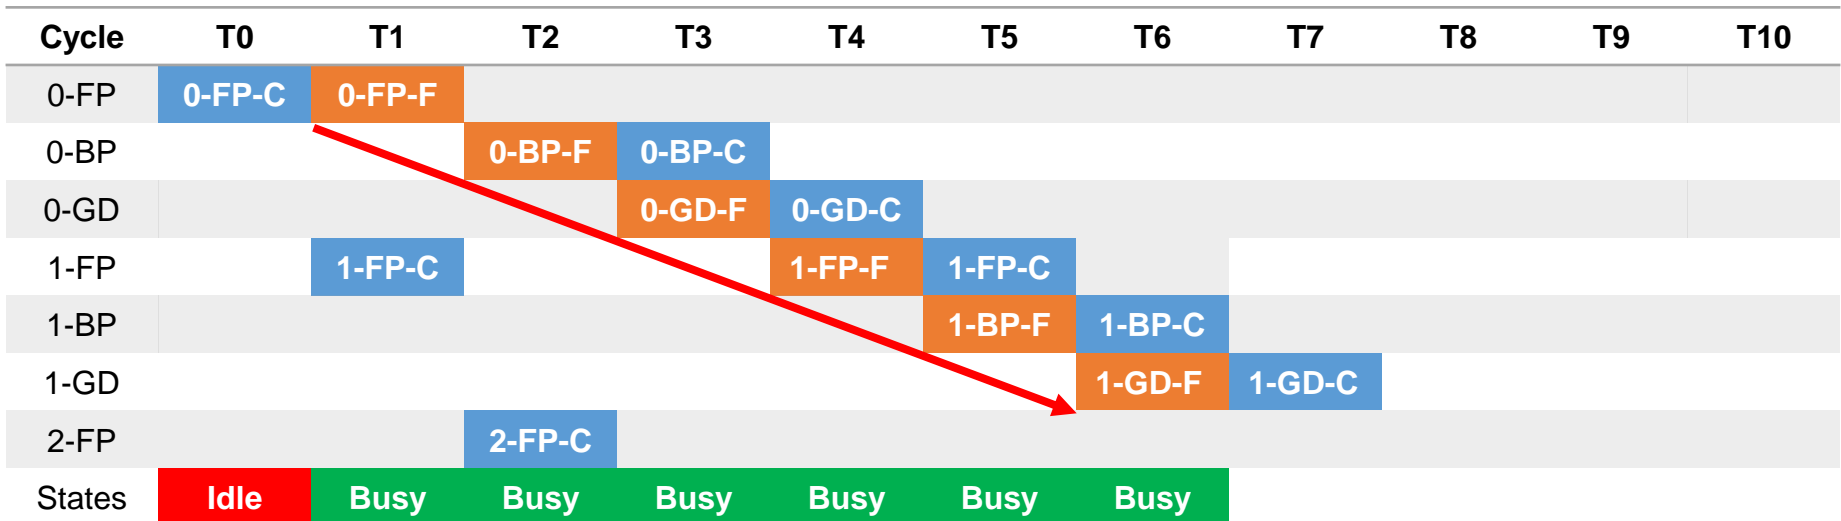 Cycle T0 T1 T2 T3 T4 T5 T6 T7 T8 T9 T10
0-FP 0-FP-C 0-FP-F
0-BP 0-BP-F 0-BP-C
0-GD 0-GD-F 0-GD-C
1-FP 1-FP-C 1-FP-F 1-FP-C
1-BP 1-BP-F 1-BP-C
1-GD 1-GD-F 1-GD-C
2-FP 2-FP-C
States Idle Busy Busy Busy Busy Busy Busy